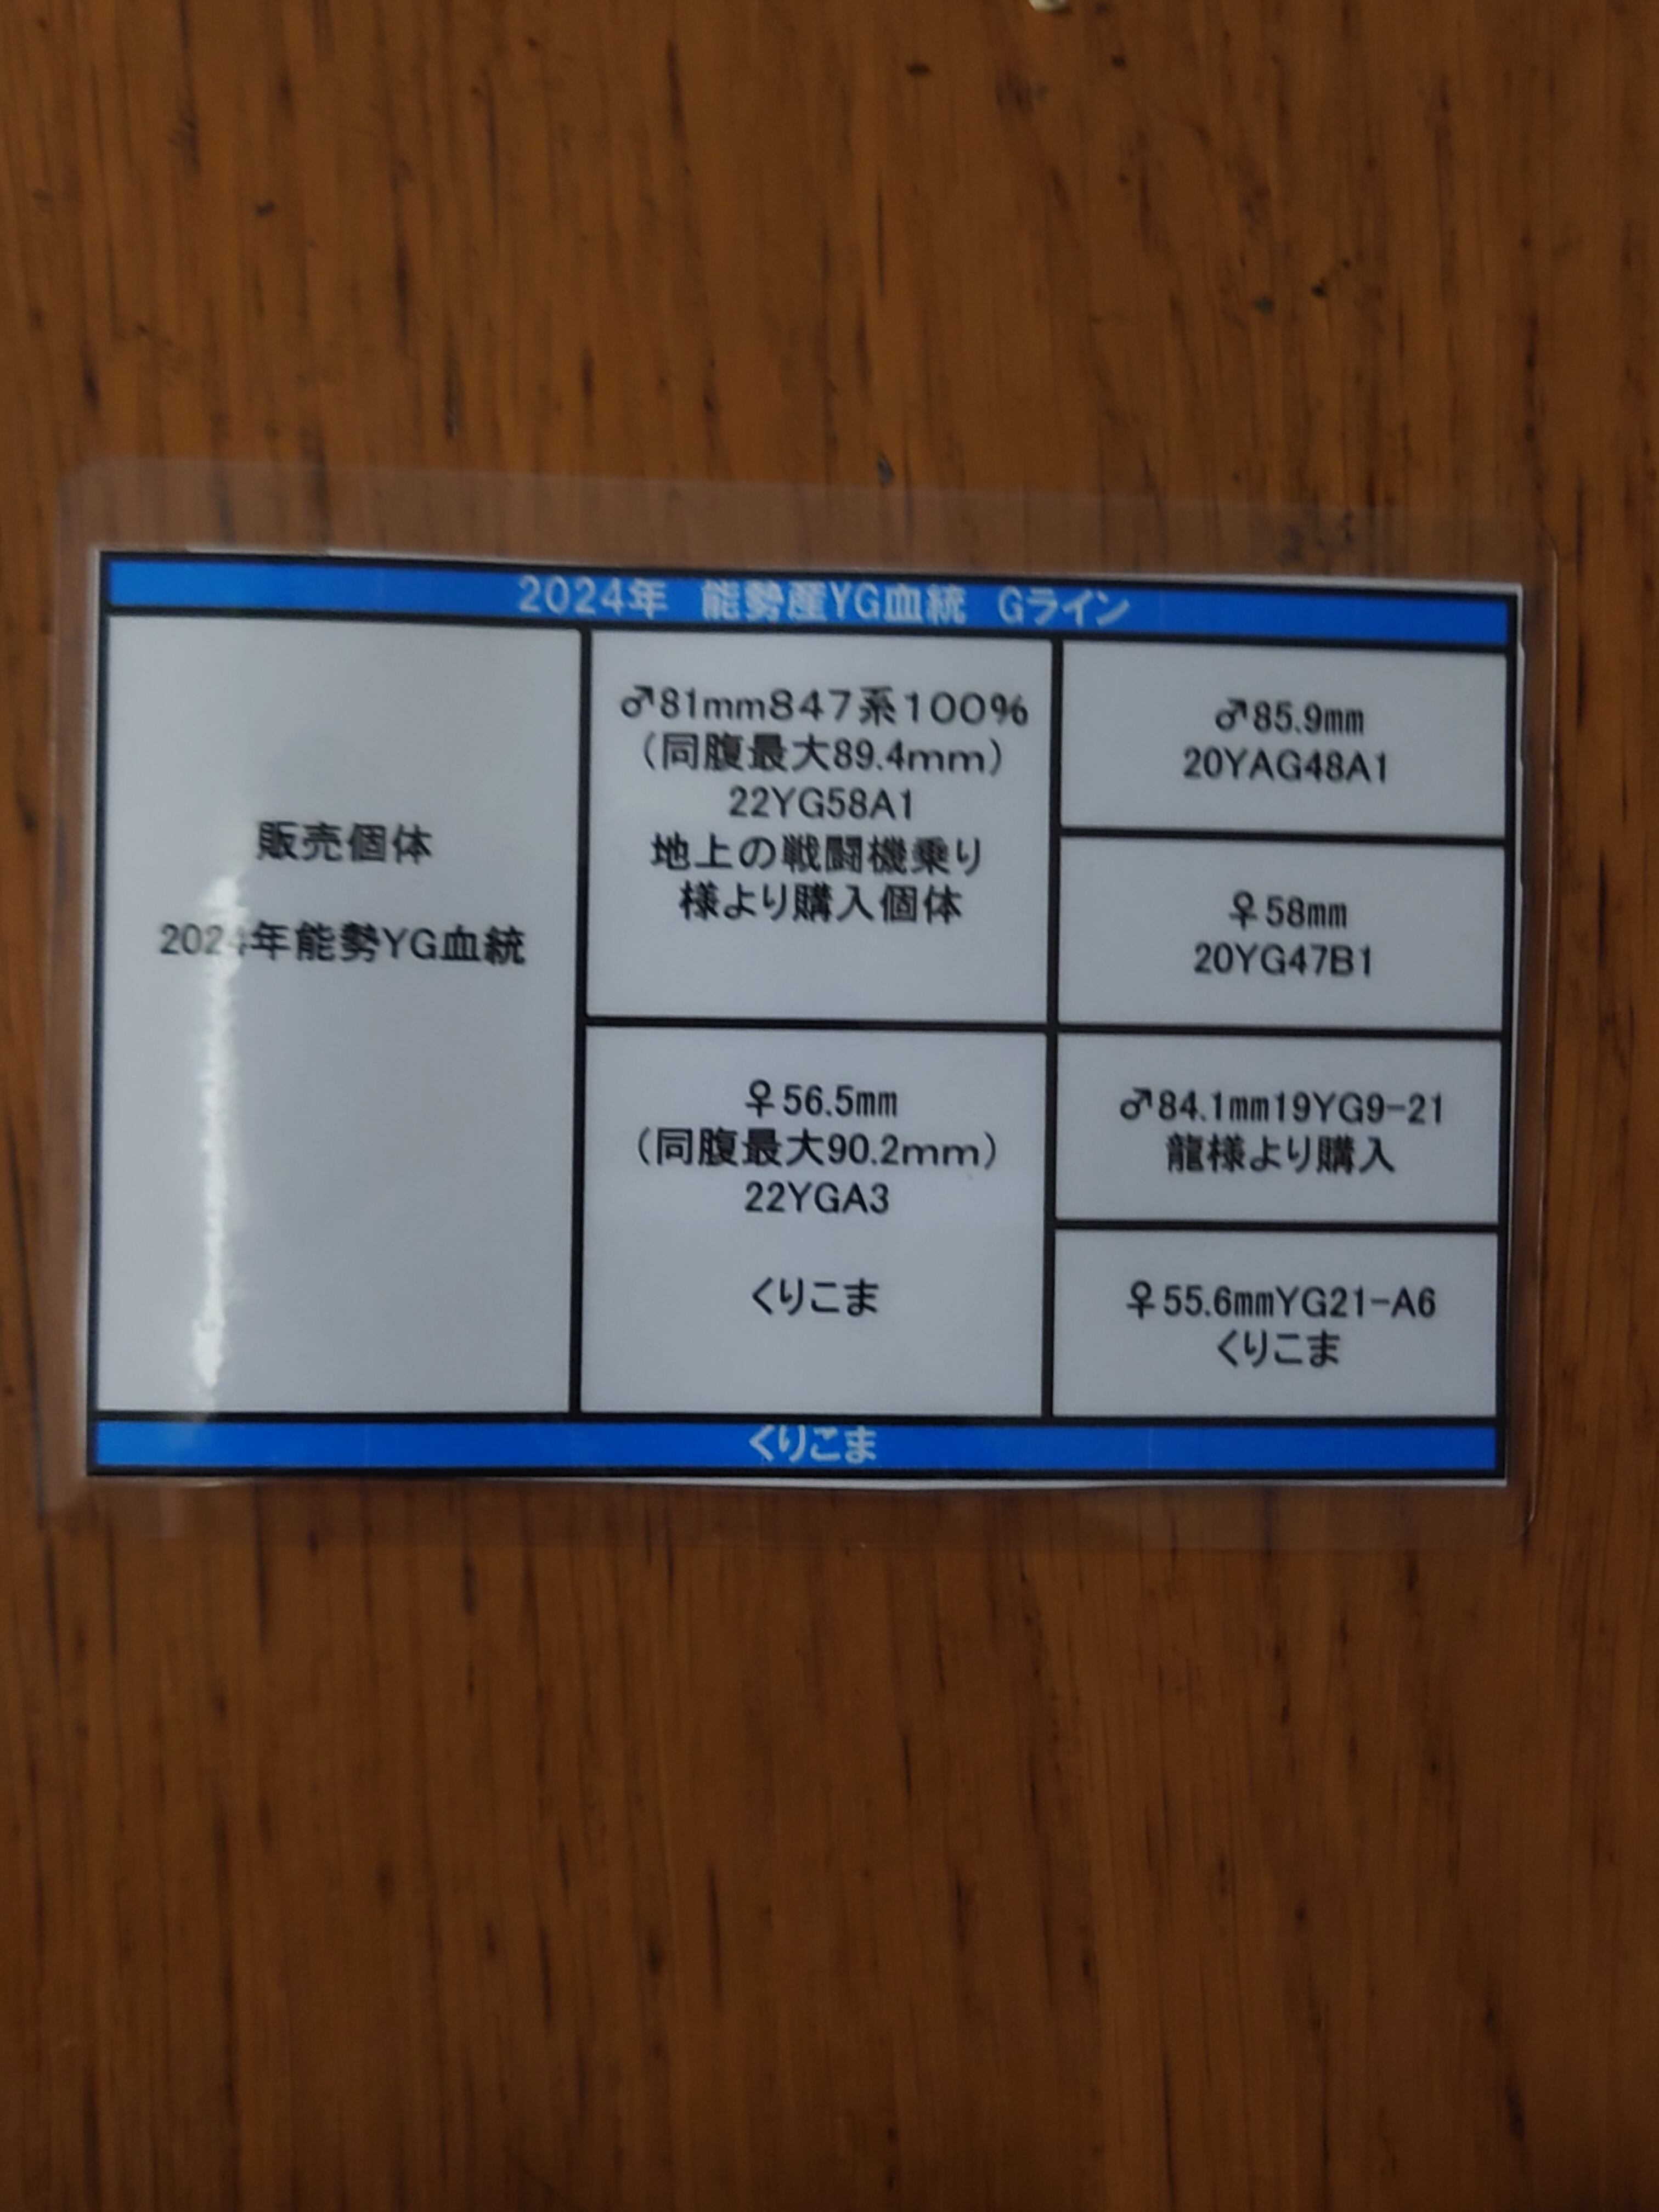 2024年 能勢産YG血統 Gライン
販売個体
2024年能勢YG血統
♂81mm847系100%
（同腹最大89.4mm）
22YG58A1
地上の戦闘機乗り
様より購入個体
♀56.5mm
（同腹最大90.2mm）
22YGA3
くりこま
♂85.9mm
20YAG48A1
♀58mm
20YG47B1
♂84.1mm19YG9-21
龍様より購入
♀55.6mmYG21-A6
くりこま
くりこま